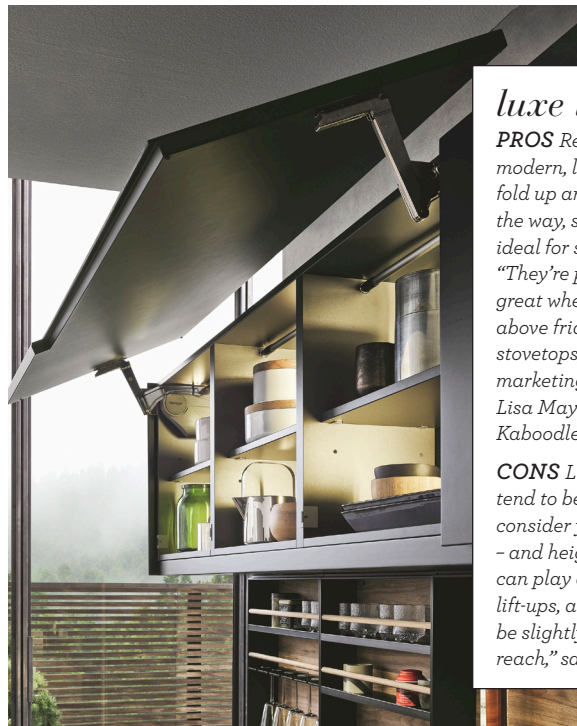 luxe
PROS Re
modern, l
fold up an
the way, s
ideal for s
“They’re p
great whe
above frid
stovetops
marketing
Lisa May
Kaboodle
CONS L
tend to be
consider y
– and heig
can play a
lift-ups, a
be slightly
reach,” sa